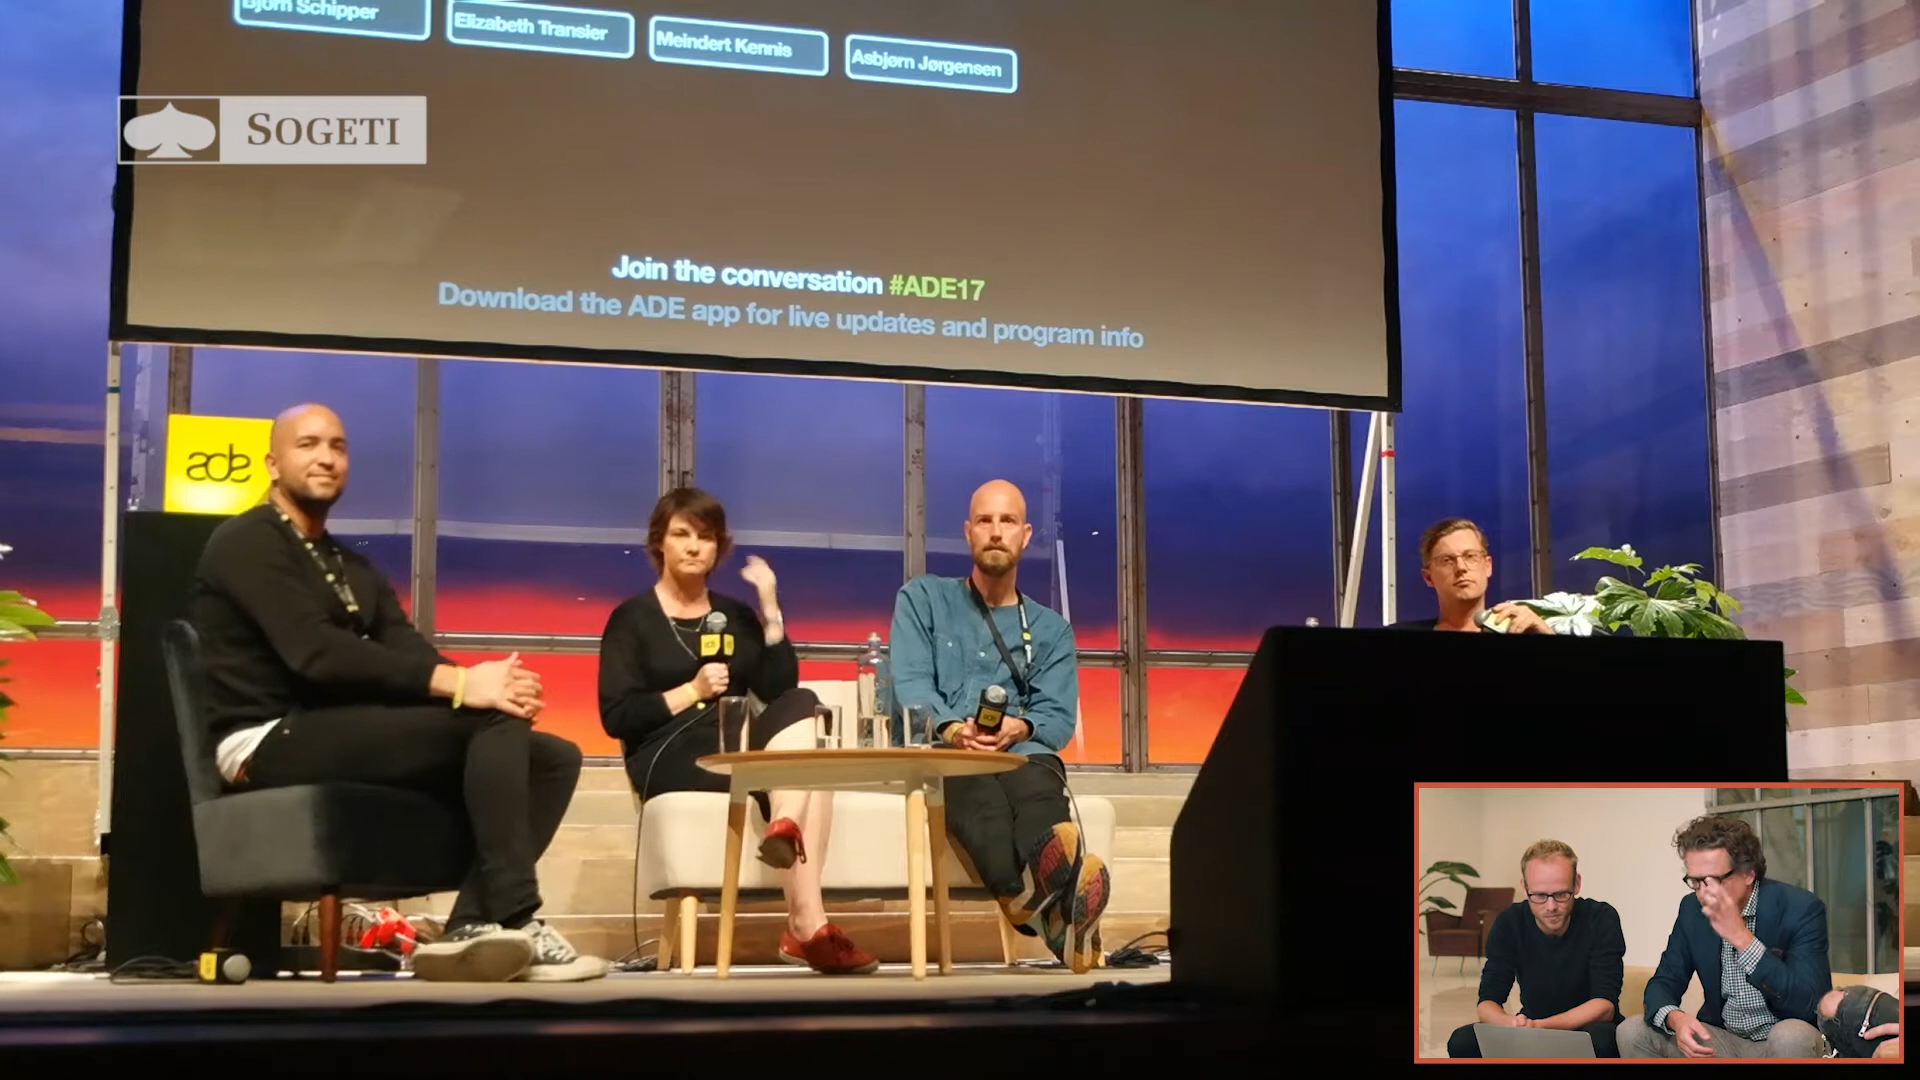 Bjorn Schipper
Elizabeth Transier
Meindert Kennis
Asbjørn Jørgensen
SOGETI
Join the conversation #ADE17
Download the ADE app for live updates and program info
ade